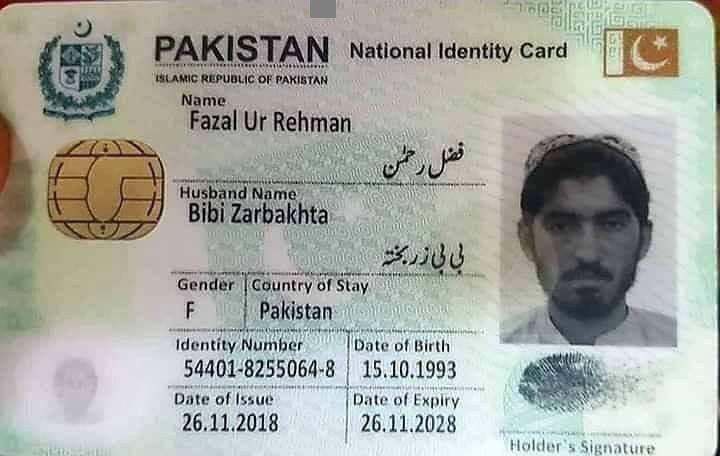 PAKISTAN National Identity Card
ISLAMIC REPUBLIC OF PAKISTAN
Name
Fazal Ur Rehman
فضل رحمٰن
Husband Name
Bibi Zarbakhta
بی بی زربختہ
Gender Country of Stay
F Pakistan
Identity Number Date of Birth
54401-8255064-8 15.10.1993
Date of Issue Date of Expiry
26.11.2018 26.11.2028
Holder`s Signature